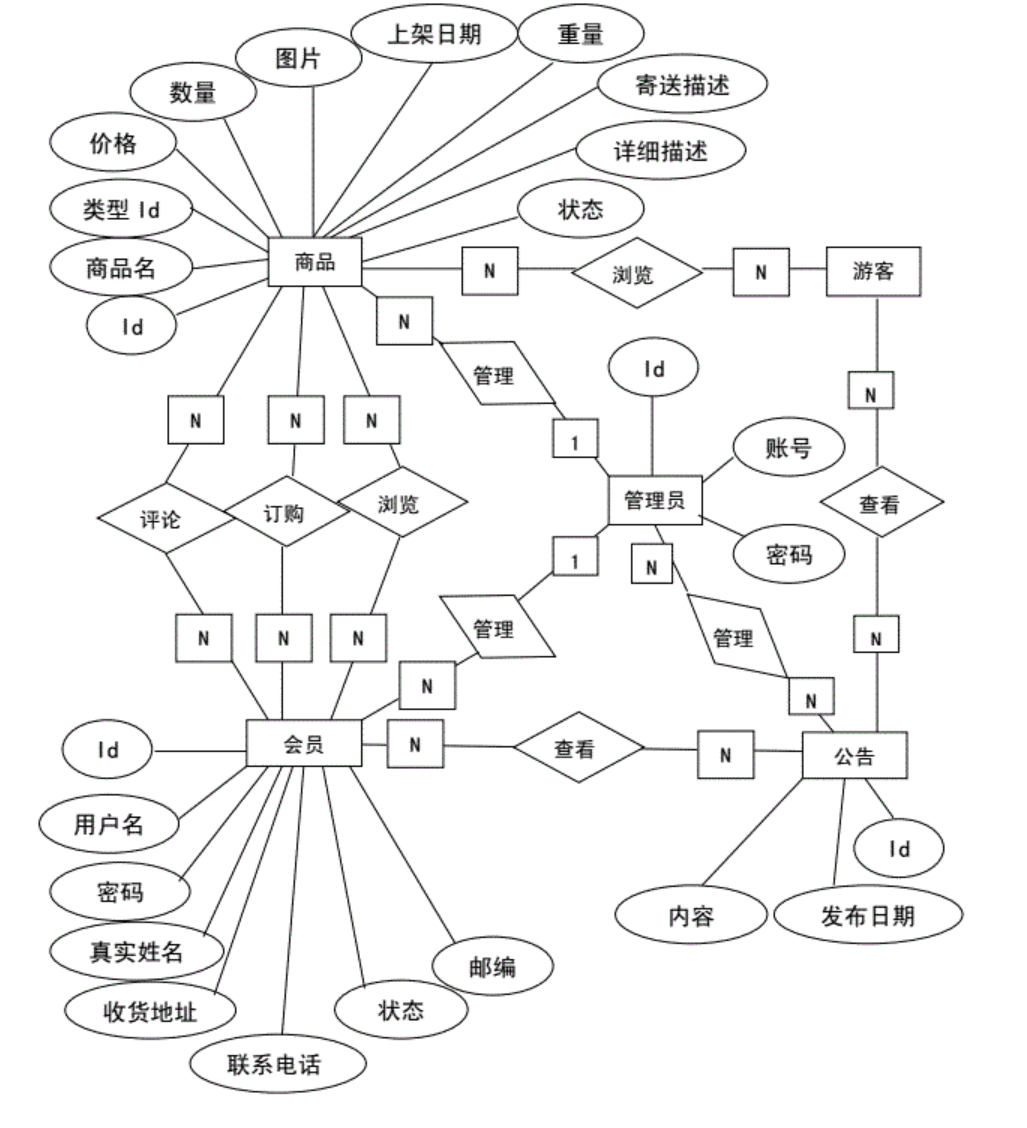 上架日期
重量
图片
寄送描述
数量
价格
详细描述
类型 Id
状态
商品名
商品
N
浏览
N
游客
Id
N
管理
Id
N
N
N
N
1
账号
评论
订购
浏览
管理员
查看
密码
1
N
N
N
N
管理
管理
N
N
N
Id
会员
N
查看
N
公告
用户名
Id
密码
内容
发布日期
真实姓名
邮编
收货地址
状态
联系电话